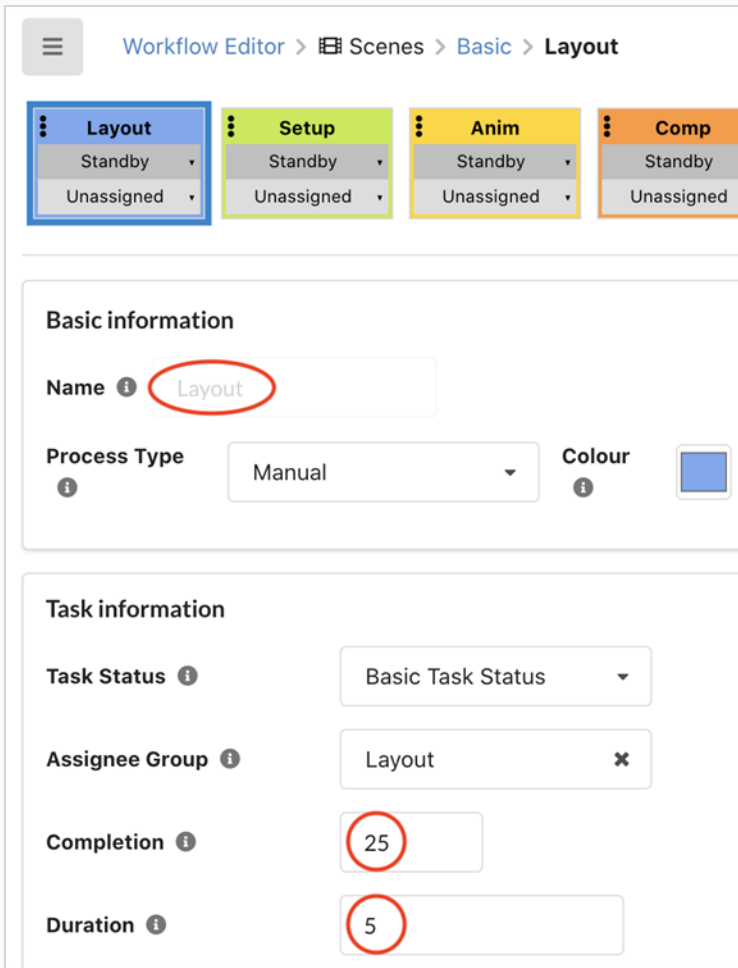 Workflow Editor > Scenes > Basic > Layout
Layout Setup Anim Comp
Standby Standby Standby Standby
Unassigned Unassigned Unassigned Unassigned
Basic information
Name Layout
Process Type Manual Colour
Task information
Task Status Basic Task Status
Assignee Group Layout
Completion 25
Duration 5